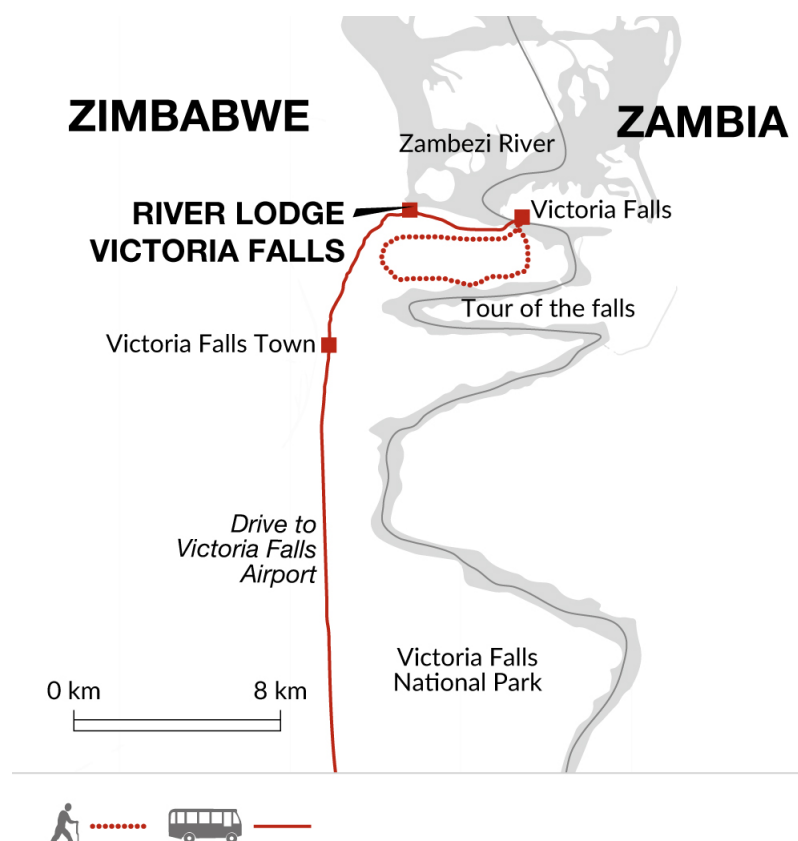 ZIMBABWE
ZAMBIA
Zambezi River
RIVER LODGE
VICTORIA FALLS
Victoria Falls
Tour of the falls
Victoria Falls Town
Drive to
Victoria Falls
Airport
Victoria Falls
National Park
0 km
8 km